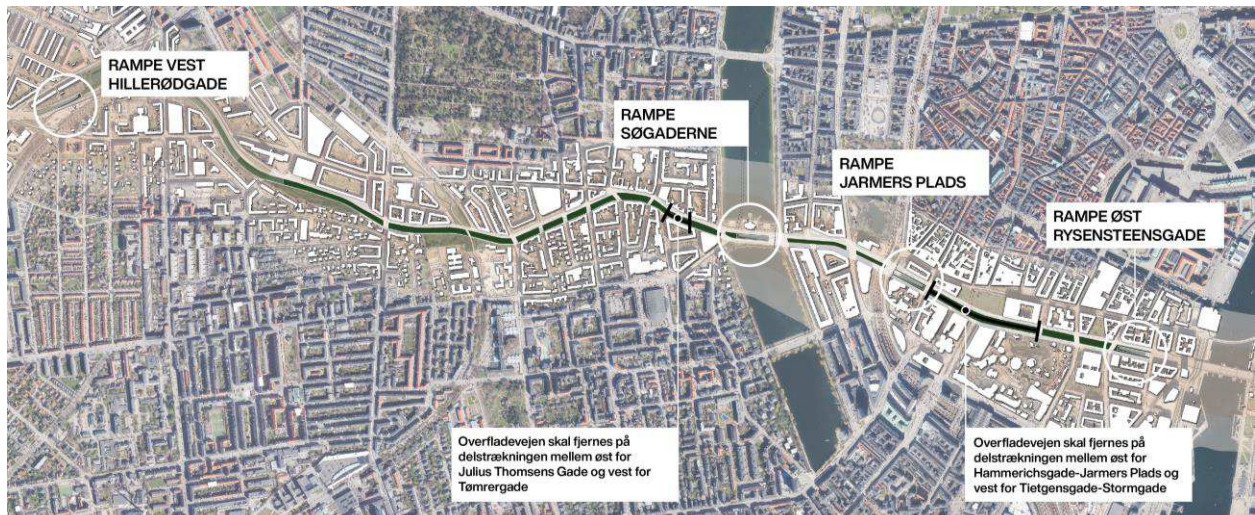 RAMPE VEST
HILLERØDGADE
RAMPE
SØGADERNE
RAMPE
JARMERS PLADS
RAMPE ØST
RYSENSTEENSGADE
Overfladevejen skal fjernes på
delstrækningen mellem øst for
Julius Thomsens Gade og vest for
Tømrergade
Overfladevejen skal fjernes på
delstrækningen mellem øst for
Hammerichsgade-Jarmers Plads og
vest for Tietgensgade-Stormgade